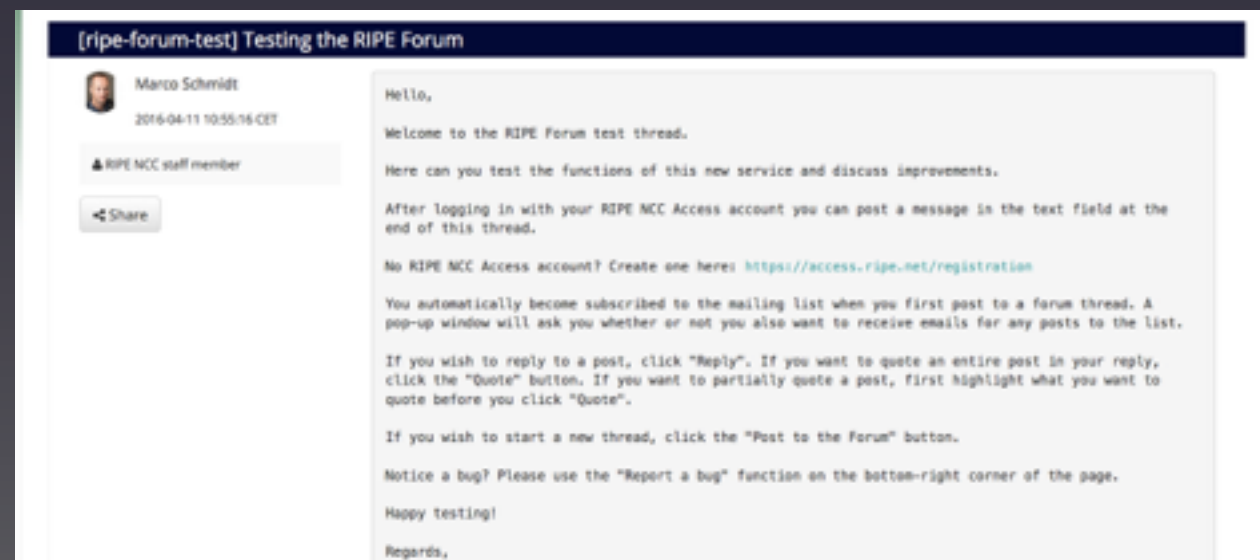 [ripe-forum-test] Testing the RIPE Forum
Marco Schmidt
2016-04-11 10:55:16 CET
RIPE NCC staff member
Share
Hello,
Welcome to the RIPE Forum test thread.
Here can you test the functions of this new service and discuss improvements.
After logging in with your RIPE NCC Access account you can post a message in the text field at the
end of this thread.
No RIPE NCC Access account? Create one here: https://access.ripe.net/registration
You automatically become subscribed to the mailing list when you first post to a forum thread. A
pop-up window will ask you whether or not you also want to receive emails for any posts to the list.
If you wish to reply to a post, click "Reply". If you want to quote an entire post in your reply,
click the "Quote" button. If you want to partially quote a post, first highlight what you want to
quote before you click "Quote".
If you wish to start a new thread, click the "Post to the Forum" button.
Notice a bug? Please use the "Report a bug" function on the bottom-right corner of the page.
Happy testing!
Regards,